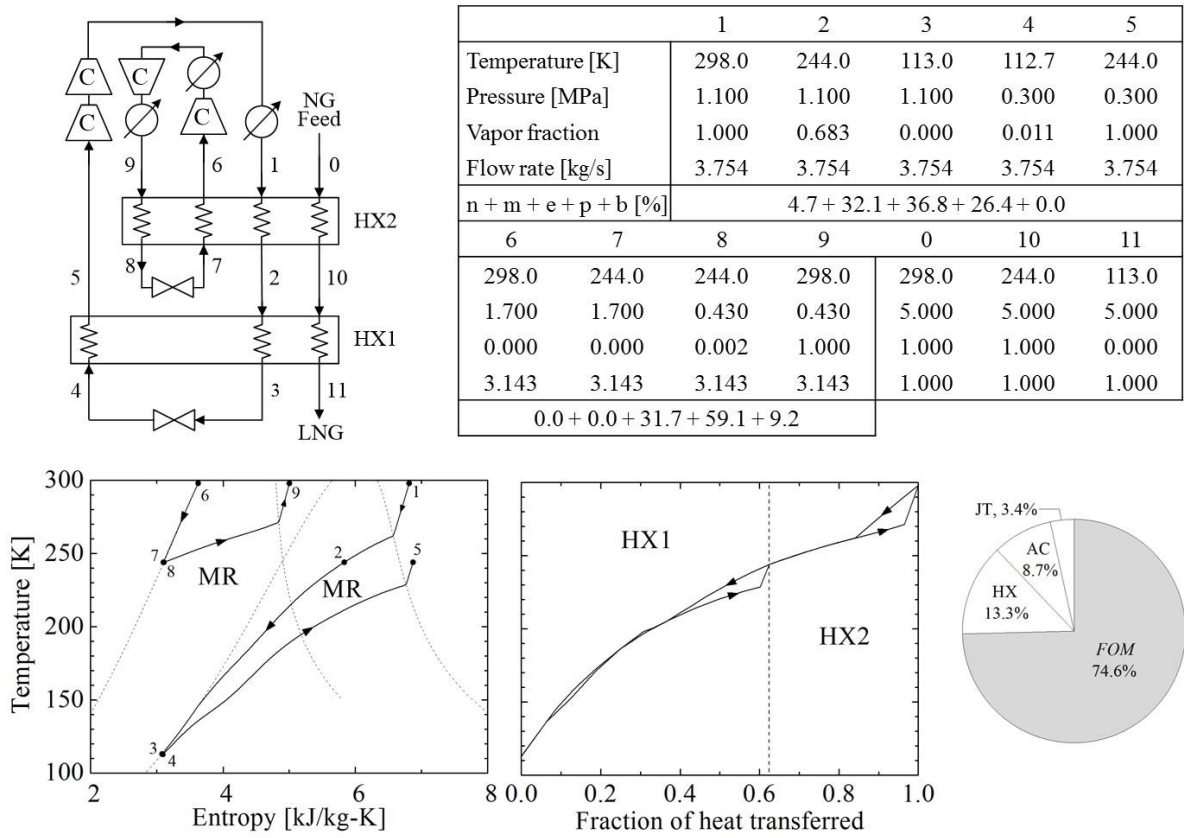 C
C
C
C
NG
Feed
9
6
1
0
HX2
8
7
2
10
5
HX1
4
3
11
LNG
1 2 3 4 5
Temperature [K] 298.0 244.0 113.0 112.7 244.0
Pressure [MPa] 1.100 1.100 1.100 0.300 0.300
Vapor fraction 1.000 0.683 0.000 0.011 1.000
Flow rate [kg/s] 3.754 3.754 3.754 3.754 3.754
n + m + e + p + b [%] 4.7 + 32.1 + 36.8 + 26.4 + 0.0
6 7 8 9 0 10 11
298.0 244.0 244.0 298.0 298.0 244.0 113.0
1.700 1.700 0.430 0.430 5.000 5.000 5.000
0.000 0.000 0.002 1.000 1.000 1.000 0.000
3.143 3.143 3.143 3.143 1.000 1.000 1.000
0.0 + 0.0 + 31.7 + 59.1 + 9.2
Temperature [K]
300
250
200
150
100
6
9
1
7
8
2
5
MR
MR
3
4
2 4 6 8
Entropy [kJ/kg-K]
HX1
HX2
0.0 0.2 0.4 0.6 0.8 1.0
Fraction of heat transferred
JT, 3.4%
AC
8.7%
HX
13.3%
FOM
74.6%